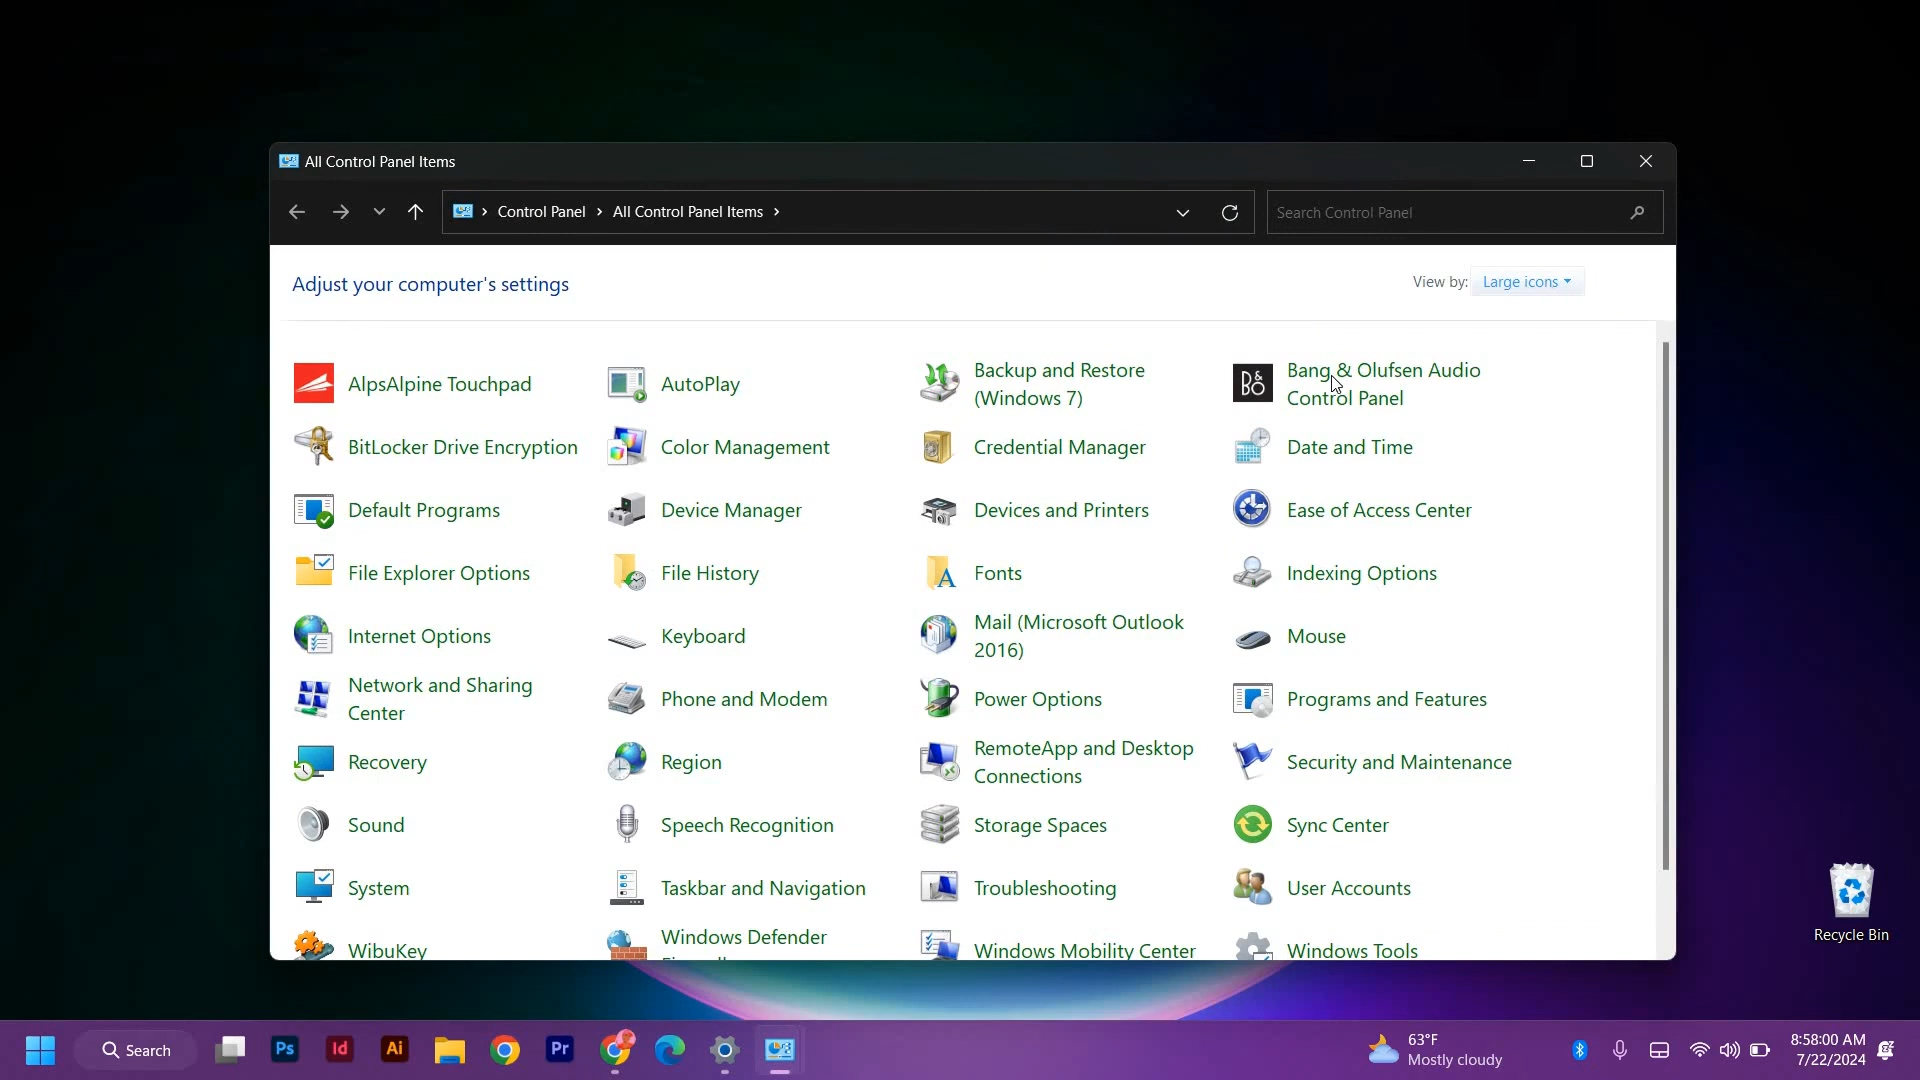 All Control Panel Items
Control Panel > All Control Panel Items >
Search Control Panel
Adjust your computer's settings
View by: Large icons
AlpsAlpine Touchpad
AutoPlay
Backup and Restore
(Windows 7)
B&O
Bang & Olufsen Audio
Control Panel
BitLocker Drive Encryption
Color Management
Credential Manager
Date and Time
Default Programs
Device Manager
Devices and Printers
Ease of Access Center
File Explorer Options
File History
Fonts
Indexing Options
Internet Options
Keyboard
Mail (Microsoft Outlook
2016)
Mouse
Network and Sharing
Center
Phone and Modem
Power Options
Programs and Features
Recovery
Region
RemoteApp and Desktop
Connections
Security and Maintenance
Sound
Speech Recognition
Storage Spaces
Sync Center
System
Taskbar and Navigation
Troubleshooting
User Accounts
WibuKey
Windows Defender
Windows Mobility Center
Windows Tools
Recycle Bin
Search
Ps
Id
Ai
Pr
63°F
Mostly cloudy
8:58:00 AM
7/22/2024